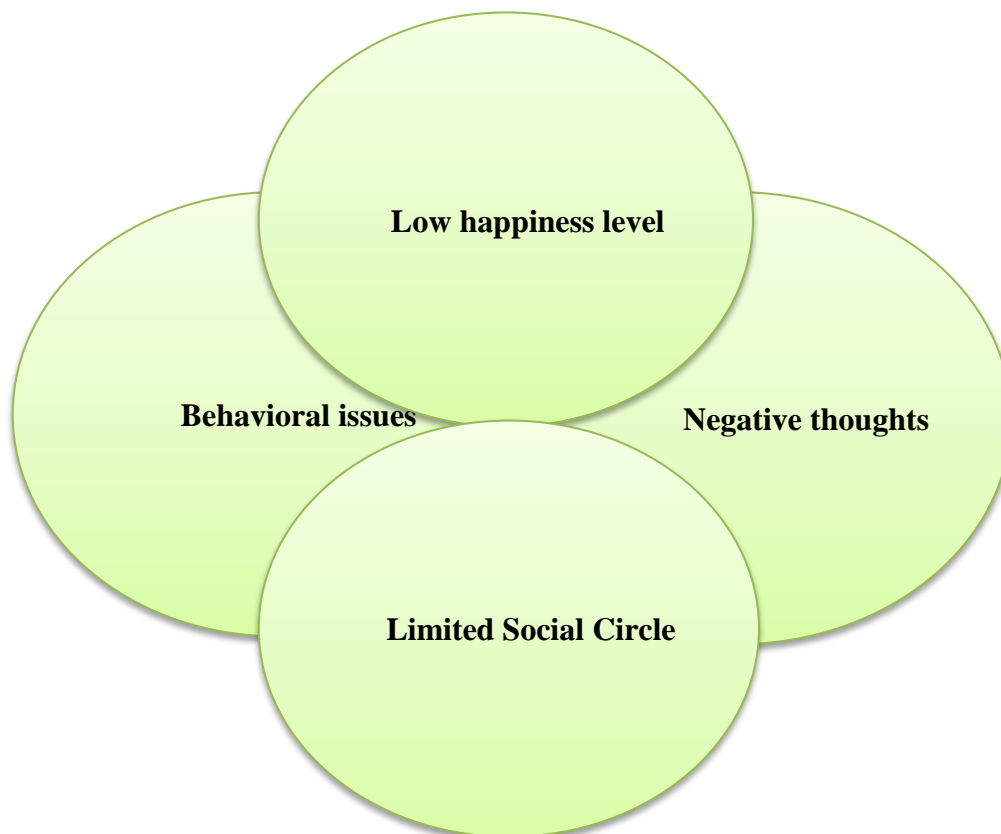 Low happiness level
Behavioral issues
Negative thoughts
Limited Social Circle